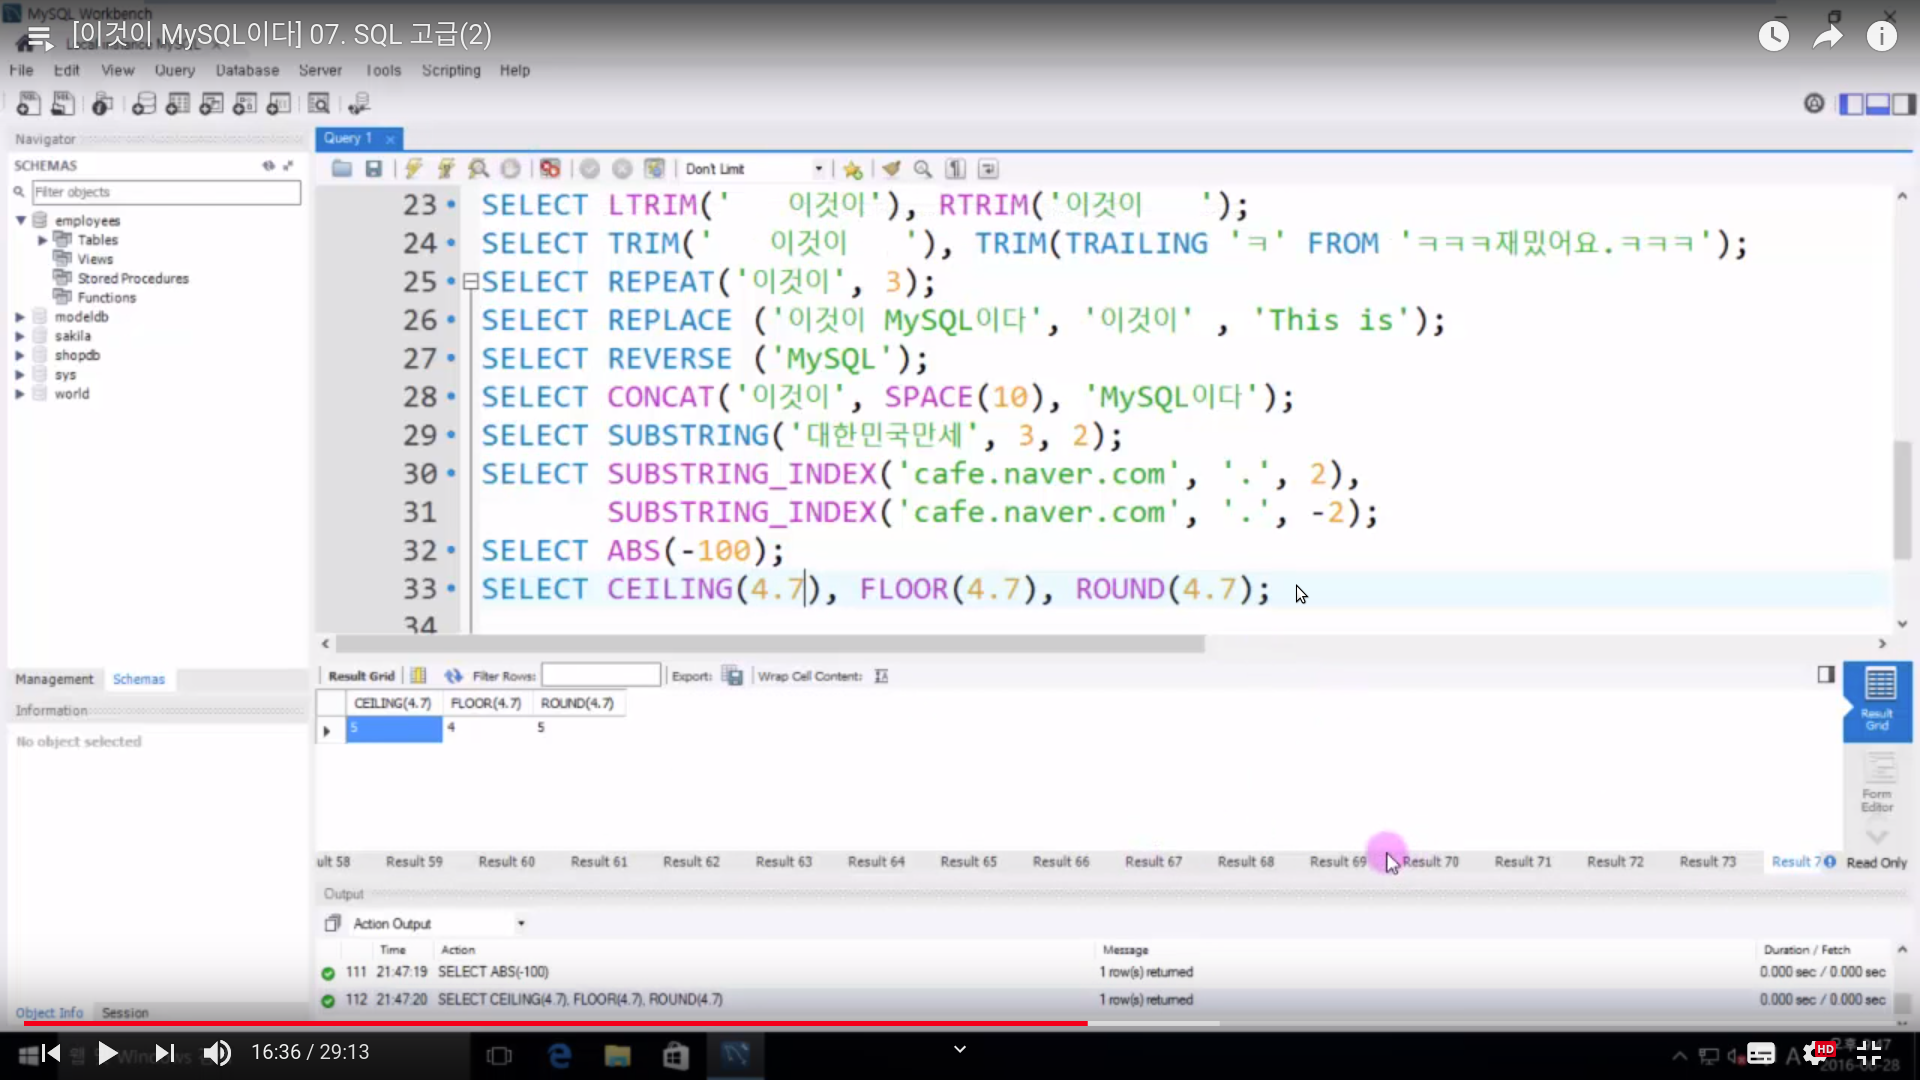 MySQL Workbench
[이것이 MySQL이다] 07. SQL 고급(2)
File Edit View Query Database Server Tools Scripting Help
Navigator
SCHEMAS
Filter objects
employees
Tables
Views
Stored Procedures
Functions
modeldb
sakila
shopdb
sys
world
Management Schemas
Information
No object selected
Object Info Session
Query 1
Don't Limit
23 SELECT LTRIM('   이것이'), RTRIM('이것이   ');
24 SELECT TRIM('   이것이   '), TRIM(TRAILING 'ㅋ' FROM 'ㅋㅋㅋ재밌어요.ㅋㅋㅋ');
25 SELECT REPEAT('이것이', 3);
26 SELECT REPLACE ('이것이 MySQL이다', '이것이' , 'This is');
27 SELECT REVERSE ('MySQL');
28 SELECT CONCAT('이것이', SPACE(10), 'MySQL이다');
29 SELECT SUBSTRING('대한민국만세', 3, 2);
30 SELECT SUBSTRING_INDEX('cafe.naver.com', '.', 2),
31 SUBSTRING_INDEX('cafe.naver.com', '.', -2);
32 SELECT ABS(-100);
33 SELECT CEILING(4.7), FLOOR(4.7), ROUND(4.7);
34
Result Grid Filter Rows: Export: Wrap Cell Content:
CEILING(4.7) FLOOR(4.7) ROUND(4.7)
5 4 5
Result Grid
Form Editor
ult 58 Result 59 Result 60 Result 61 Result 62 Result 63 Result 64 Result 65 Result 66 Result 67 Result 68 Result 69 Result 70 Result 71 Result 72 Result 73 Result 7 Read Only
Output
Action Output
Time Action Message Duration / Fetch
111 21:47:19 SELECT ABS(-100) 1 row(s) returned 0.000 sec / 0.000 sec
112 21:47:20 SELECT CEILING(4.7), FLOOR(4.7), ROUND(4.7) 1 row(s) returned 0.000 sec / 0.000 sec
16:36 / 29:13
HD